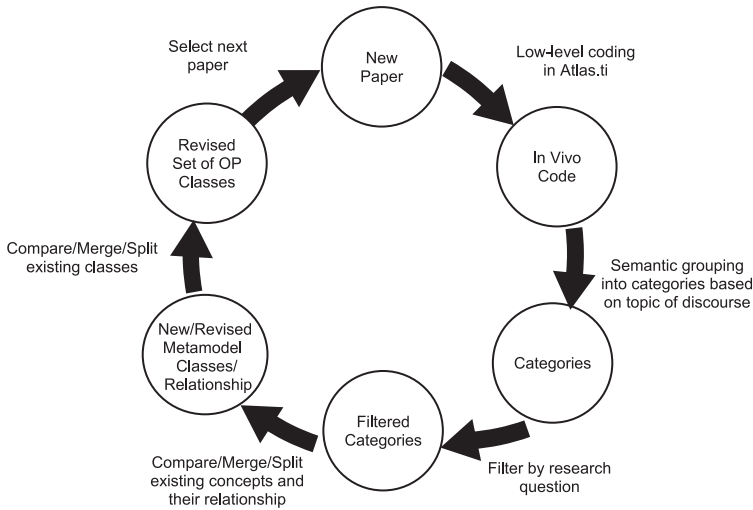 Select next
paper
New
Paper
Low-level coding
in Atlas.ti
Revised
Set of OP
Classes
In Vivo
Code
Compare/Merge/Split
existing classes
Semantic grouping
into categories based
on topic of discourse
New/Revised
Metamodel
Classes/
Relationship
Categories
Filtered
Categories
Compare/Merge/Split
existing concepts and
their relationship
Filter by research
question